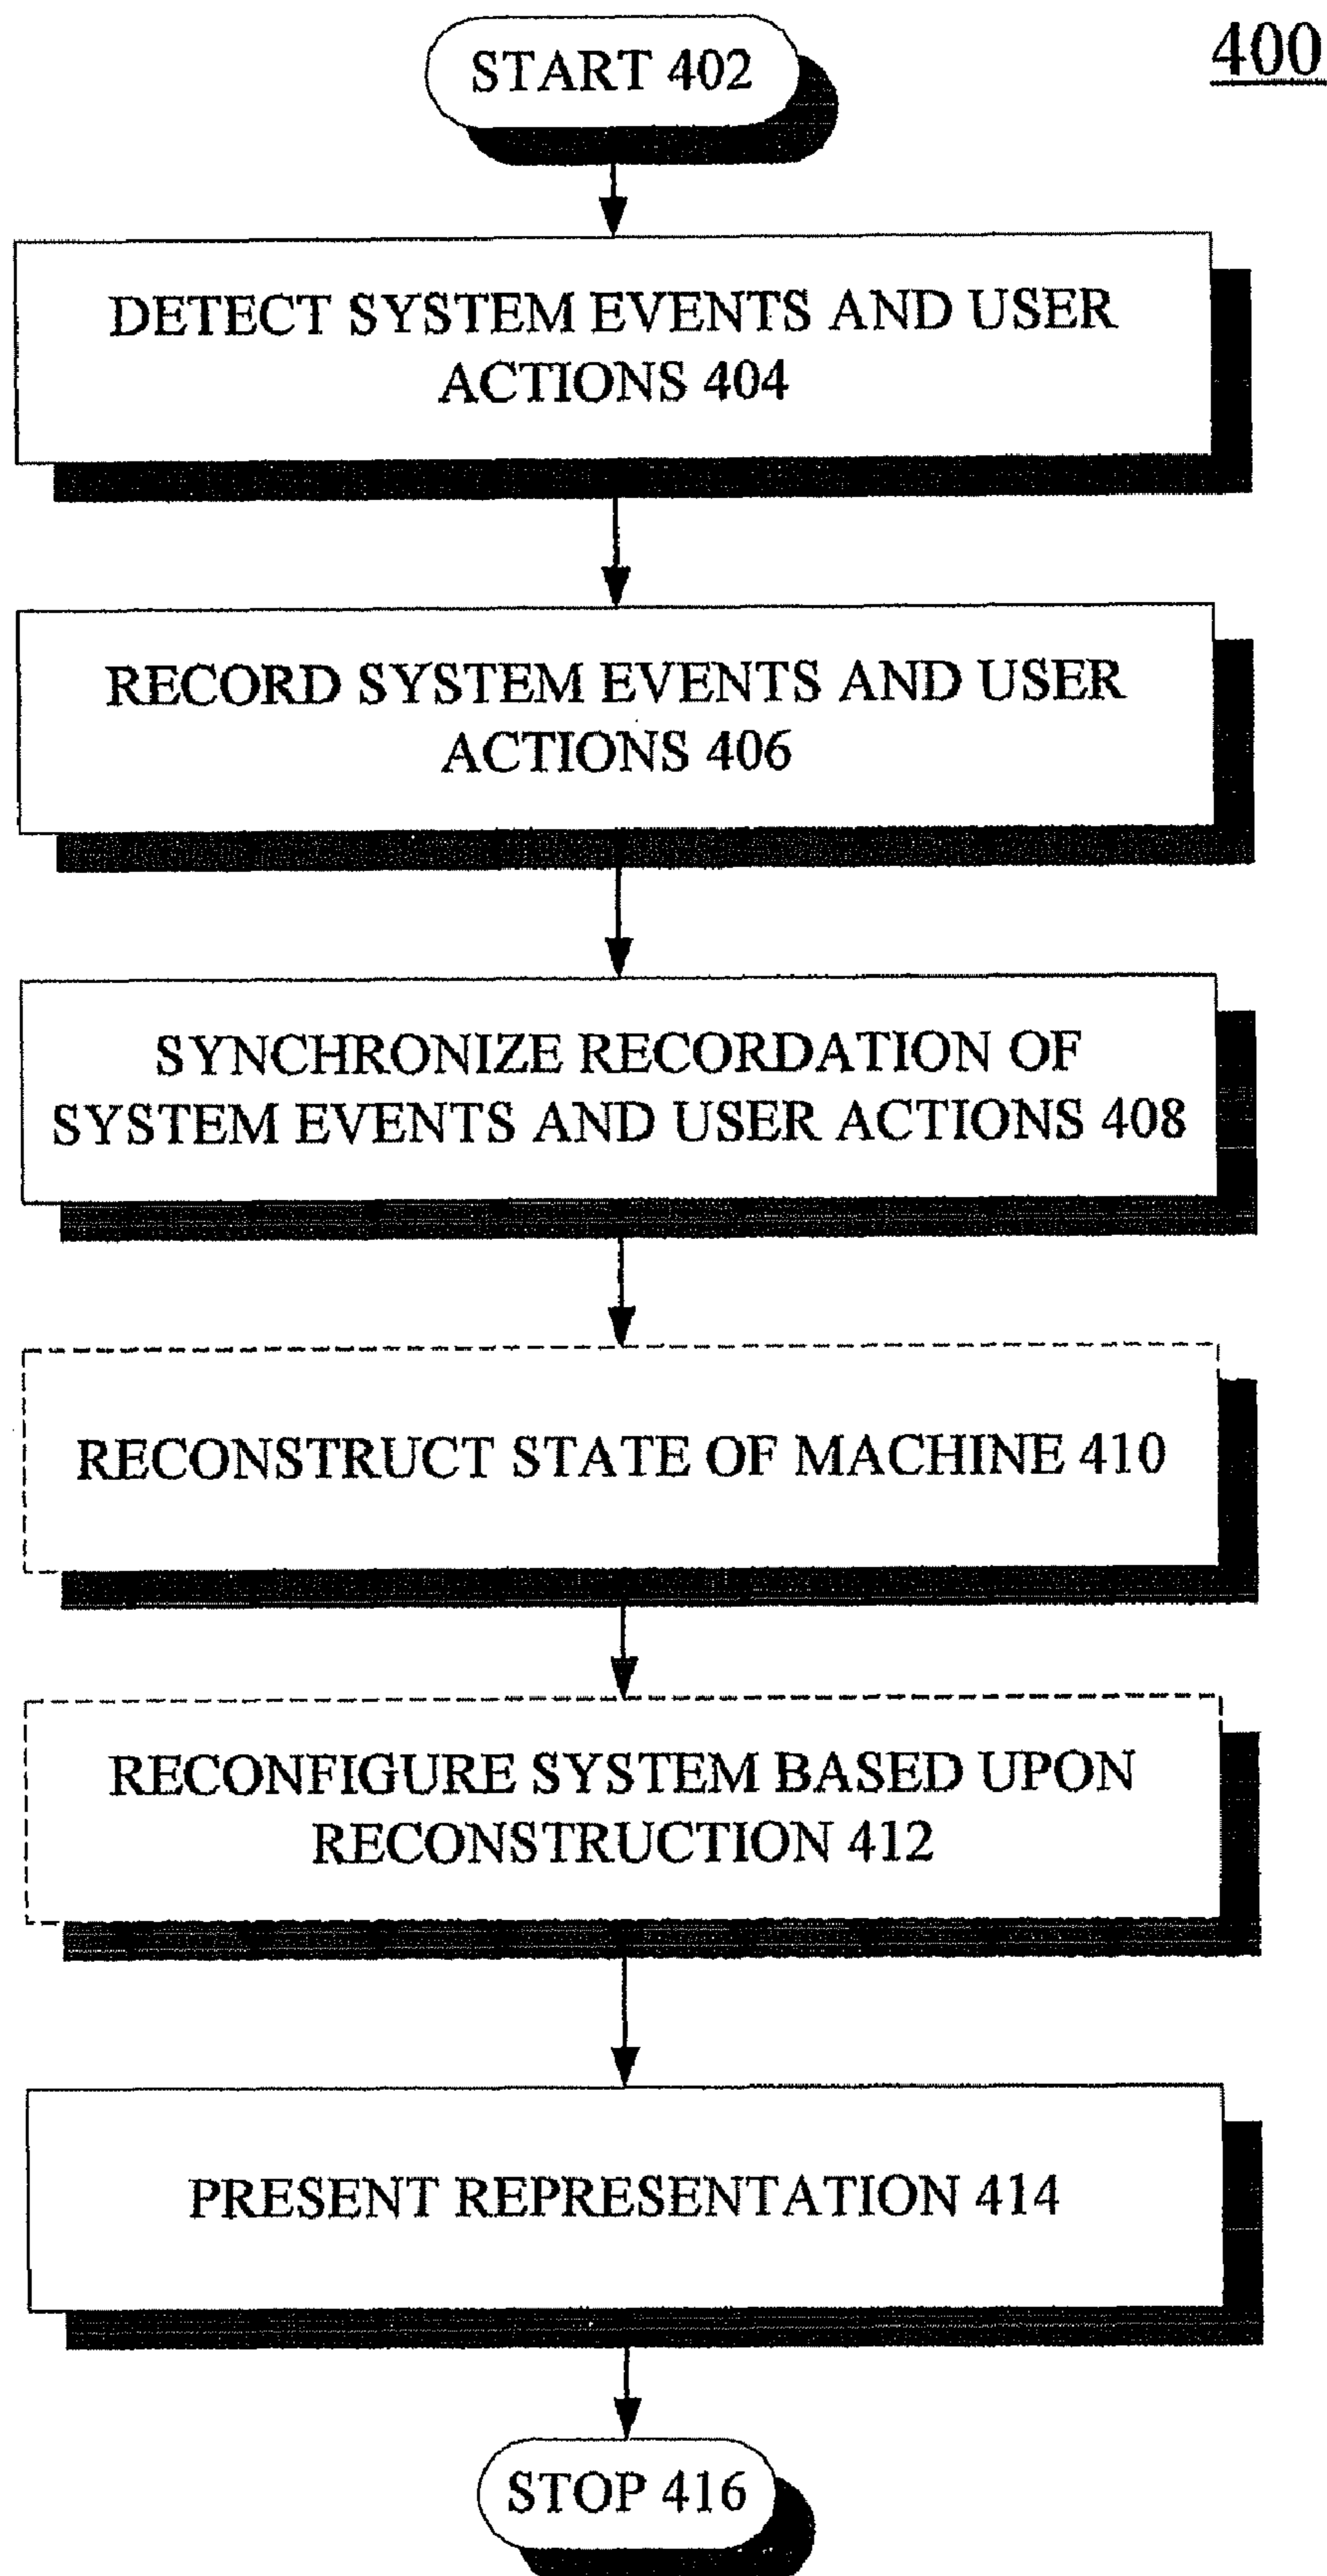 400
START 402
DETECT SYSTEM EVENTS AND USER
ACTIONS 404
RECORD SYSTEM EVENTS AND USER
ACTIONS 406
SYNCHRONIZE RECORDATION OF
SYSTEM EVENTS AND USER ACTIONS 408
RECONSTRUCT STATE OF MACHINE 410
RECONFIGURE SYSTEM BASED UPON
RECONSTRUCTION 412
PRESENT REPRESENTATION 414
STOP 416